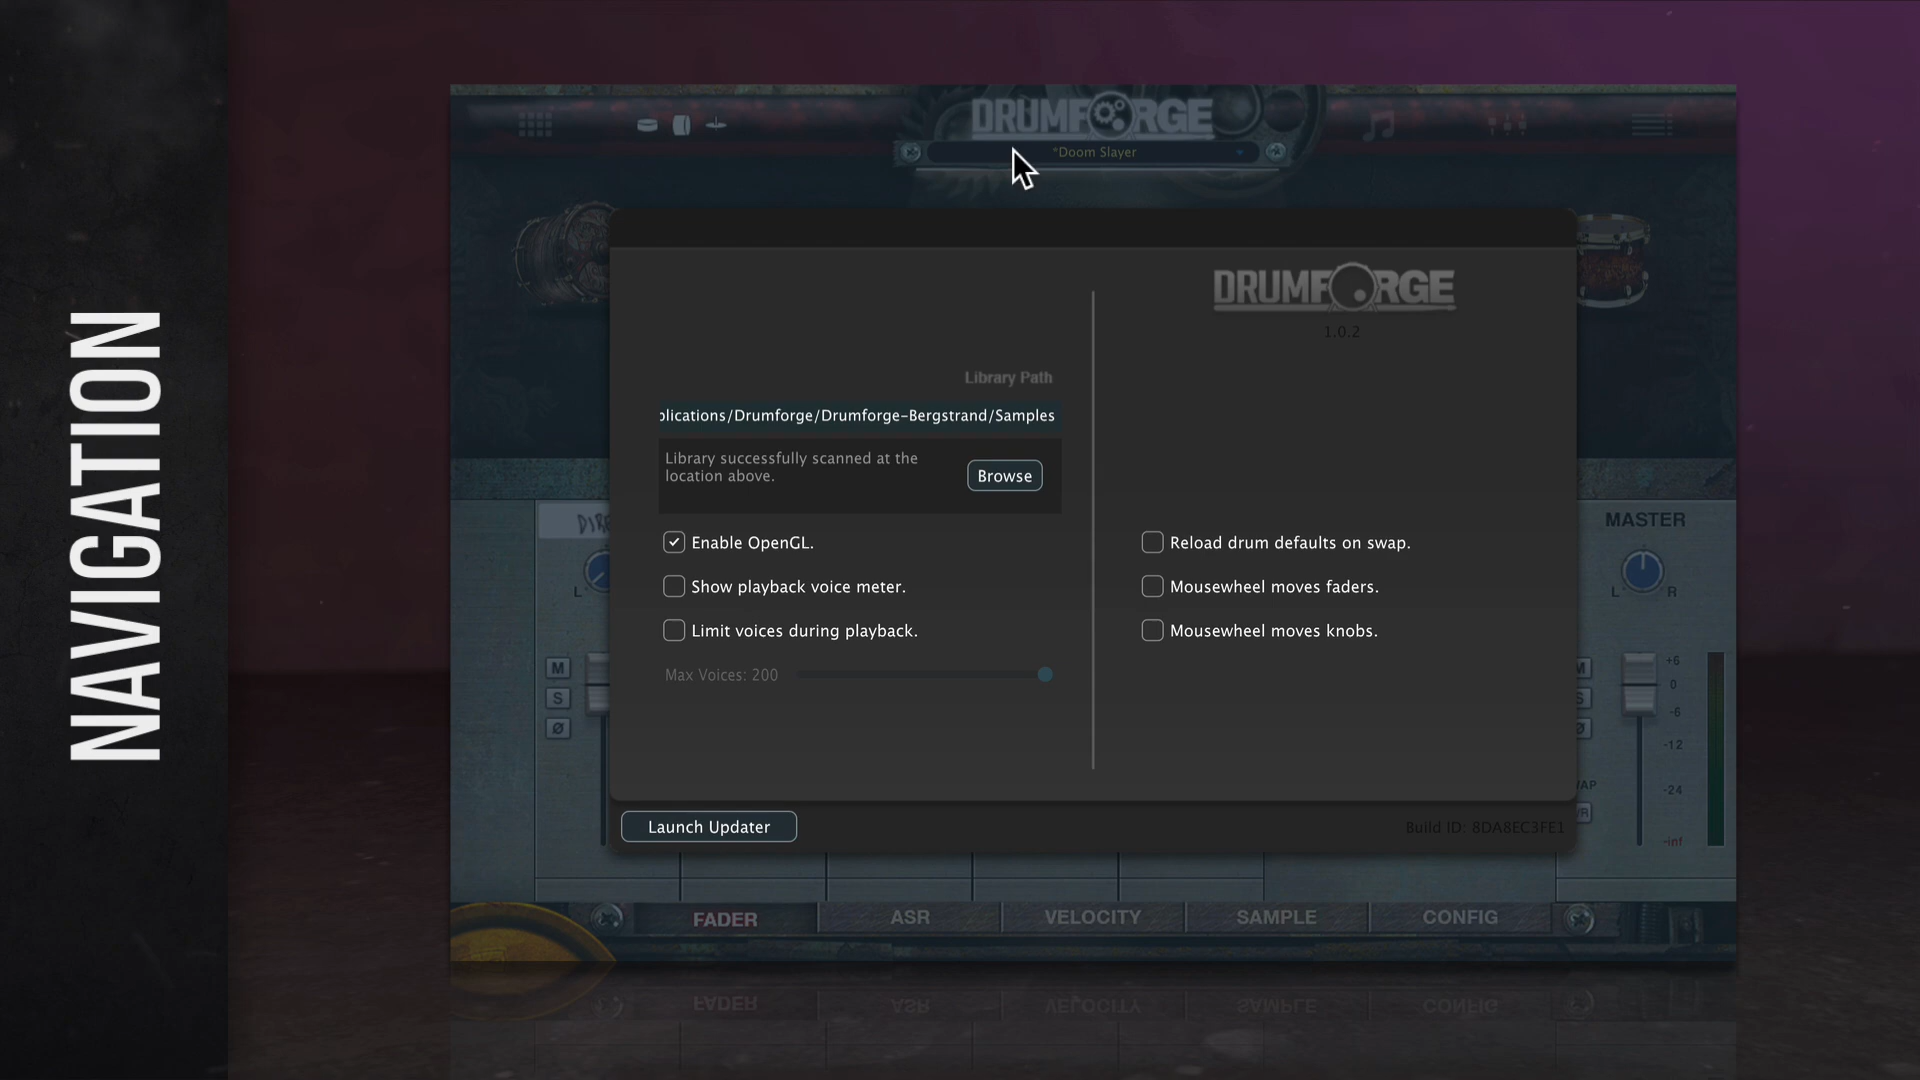 NAVIGATION
DRUMFORGE
*Doom Slayer
DRUMFORGE
1.0.2
Library Path
plications/Drumforge/Drumforge-Bergstrand/Samples
Library successfully scanned at the
location above.
Browse
Enable OpenGL.
Show playback voice meter.
Limit voices during playback.
Max Voices: 200
Reload drum defaults on swap.
Mousewheel moves faders.
Mousewheel moves knobs.
Launch Updater
Build ID: 8DA8EC3FE1
L
M
S
Ø
MASTER
L R
+6
0
-6
-12
-24
-inf
FADER ASR VELOCITY SAMPLE CONFIG